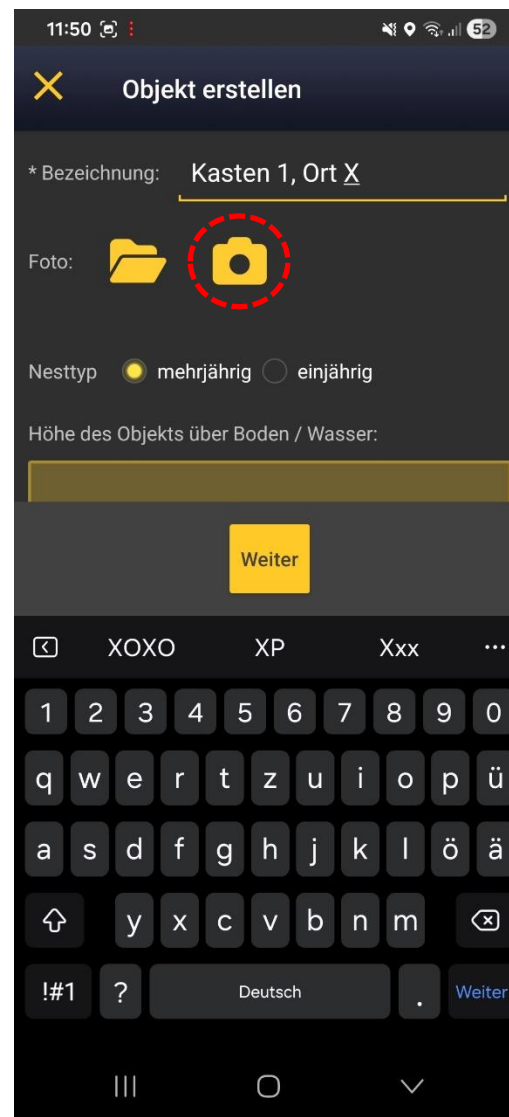 11:50 52
Objekt erstellen
* Bezeichnung: Kasten 1, Ort X
Foto:
Nesttyp mehrjährig einjährig
Höhe des Objekts über Boden / Wasser:
Weiter
XOXO XP Xxx ...
1 2 3 4 5 6 7 8 9 0
q w e r t z u i o p ü
a s d f g h j k l ö ä
y x c v b n m
!#1 ? Deutsch . Weiter